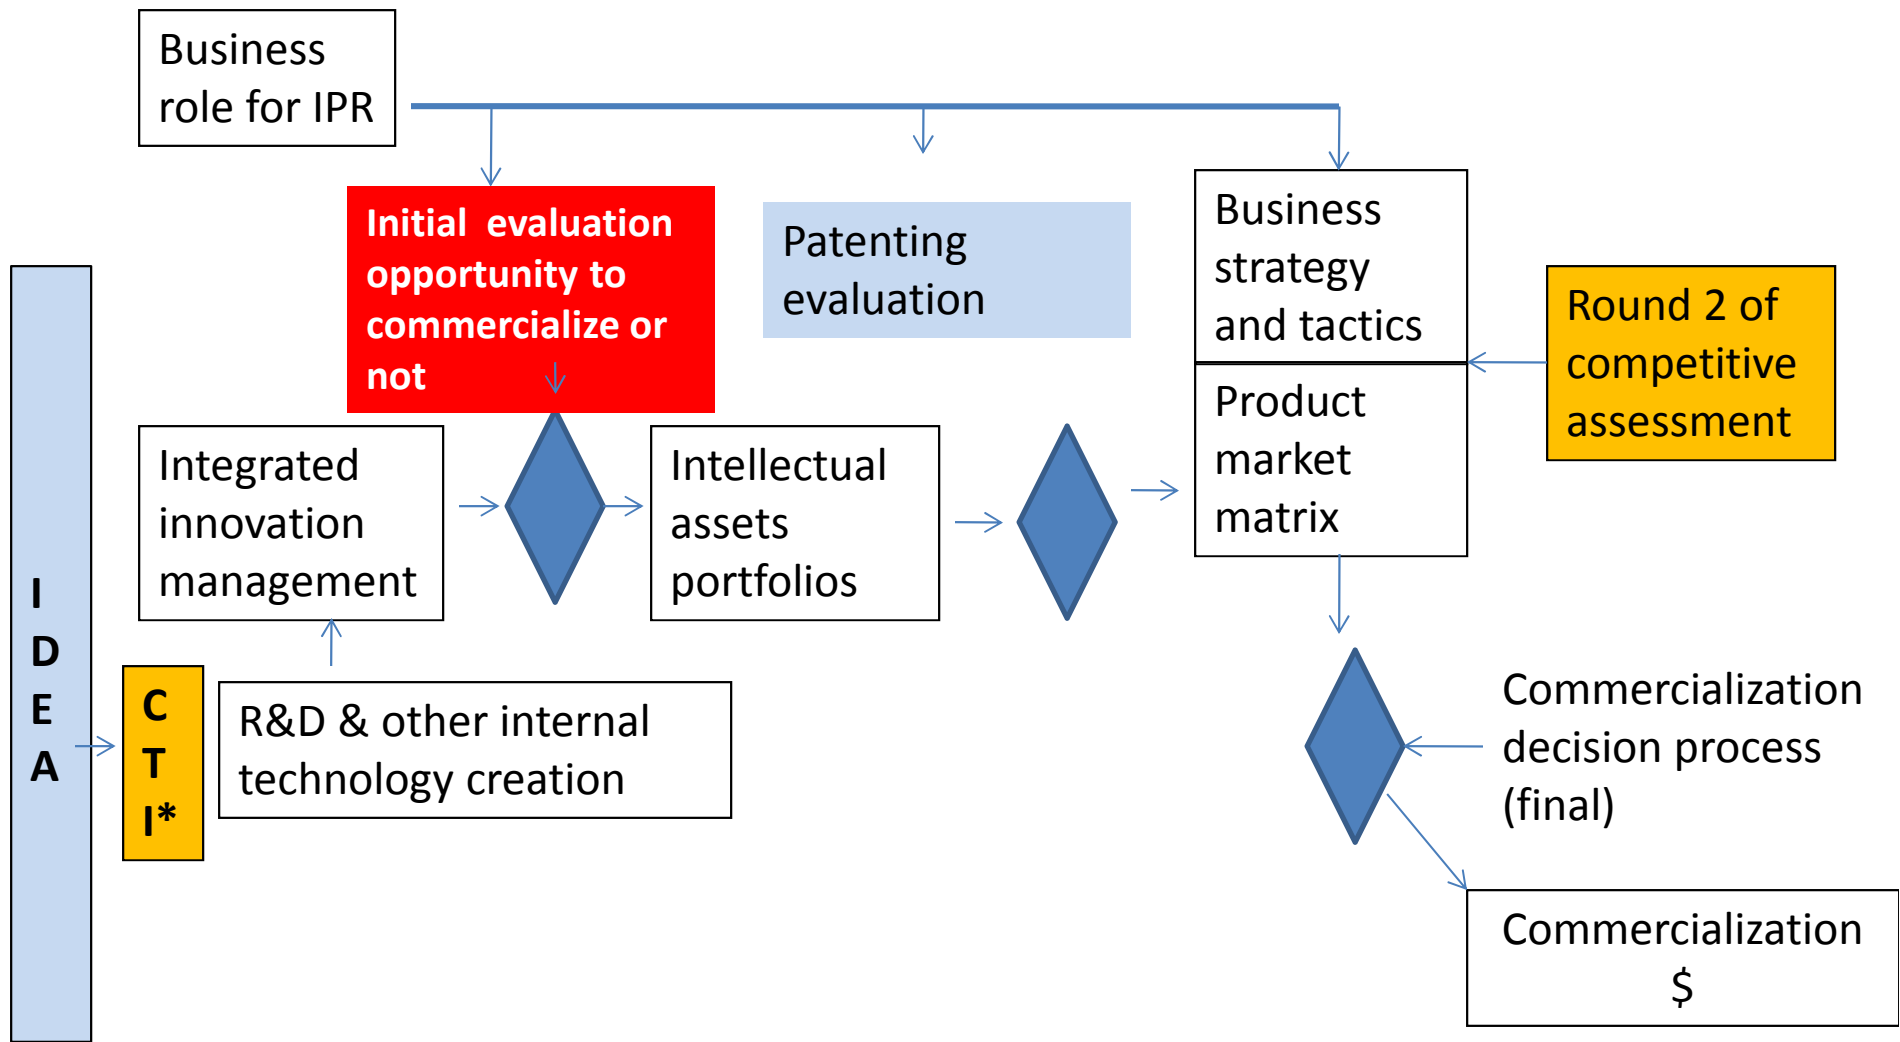 Business
role for IPR
Initial  evaluation
opportunity to
commercialize or
not
Patenting
evaluation
Business
strategy
and tactics
Round 2 of
competitive
assessment
Product
market
matrix
Integrated
innovation
management
Intellectual
assets
portfolios
I
D
E
A
C
T
I*
R&D & other internal
technology creation
Commercialization
decision process
(final)
Commercialization
$